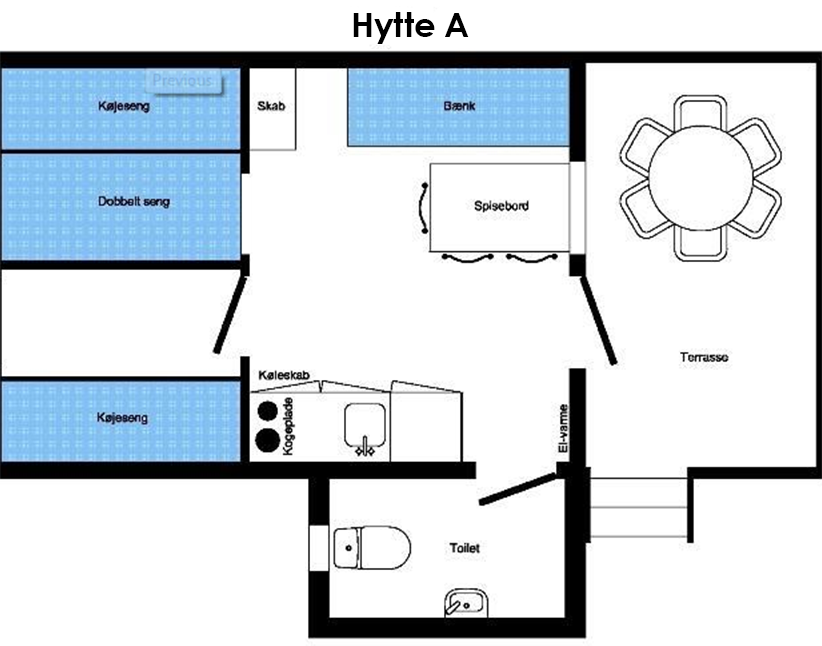 Hytte A
Previous
Køjeseng
Skab
Bænk
Dobbelt seng
Spisebord
Terrasse
Køleskab
Kogeplade
Køjeseng
El-varme
Toilet